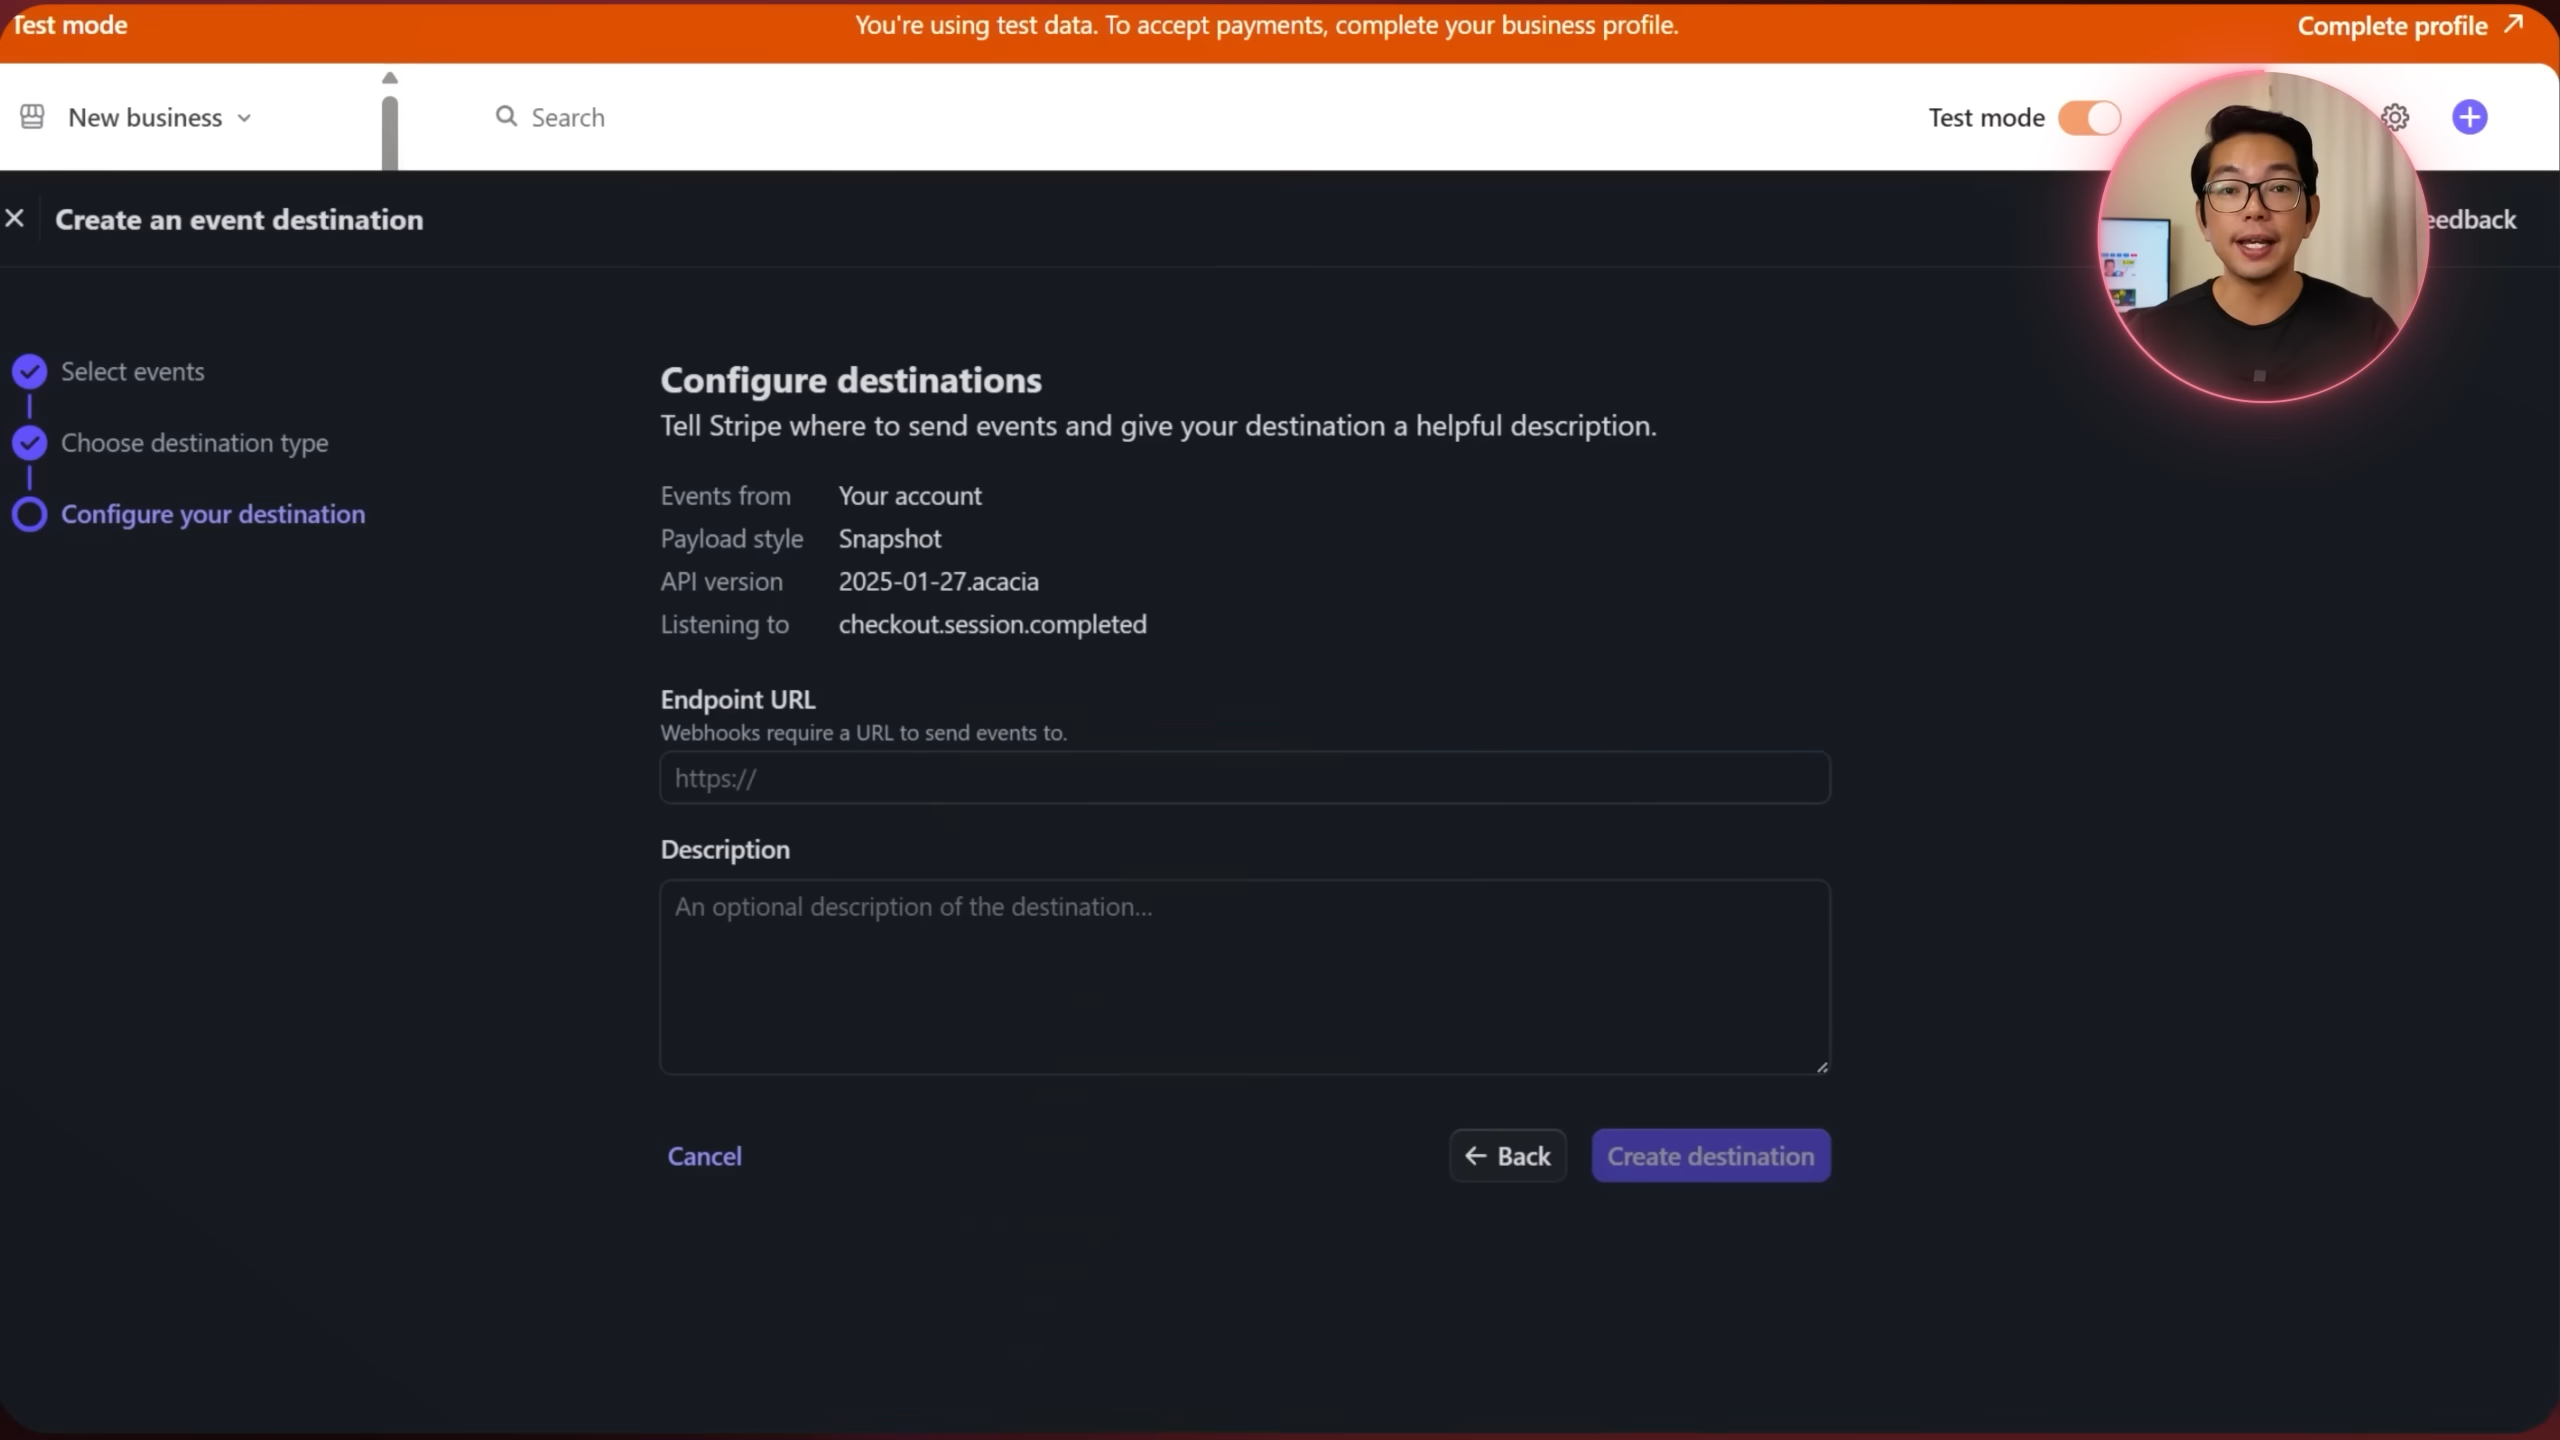 Test mode
You're using test data. To accept payments, complete your business profile.
Complete profile
New business
Search
Test mode
Create an event destination
eedback
Select events
Choose destination type
Configure your destination
Configure destinations
Tell Stripe where to send events and give your destination a helpful description.
Events from Your account
Payload style Snapshot
API version 2025-01-27.acacia
Listening to checkout.session.completed
Endpoint URL
Webhooks require a URL to send events to.
https://
Description
An optional description of the destination...
Cancel
← Back
Create destination